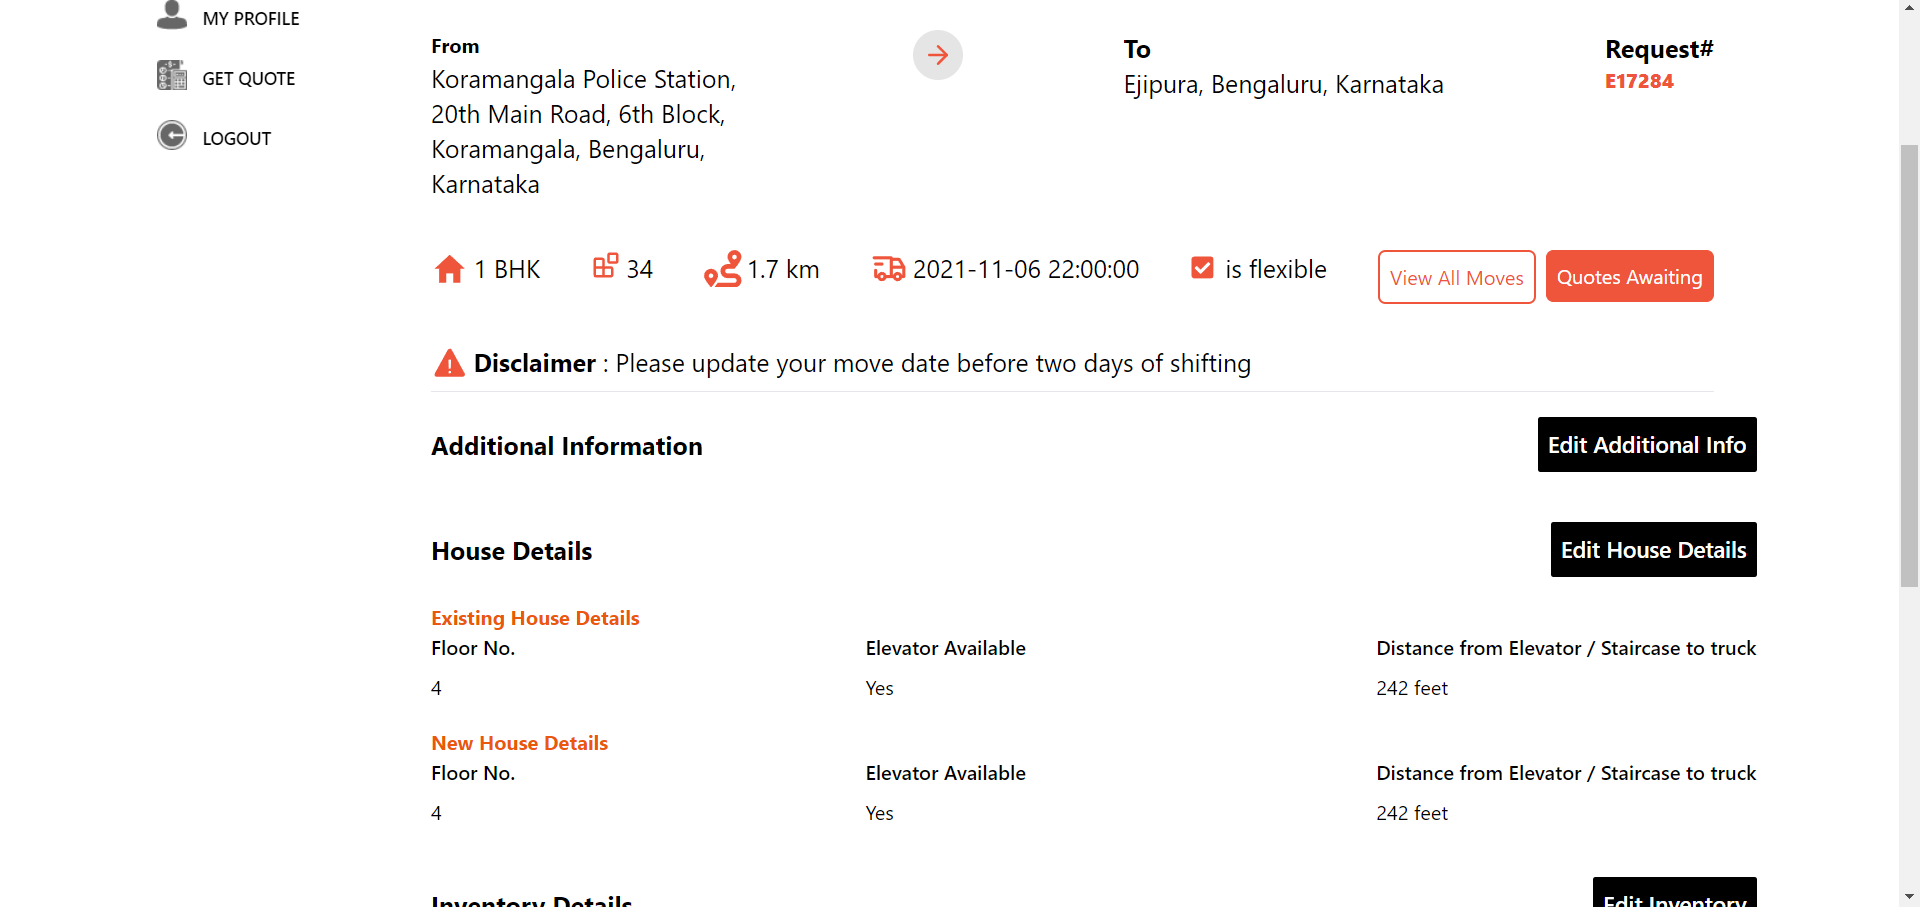 MY PROFILE
GET QUOTE
LOGOUT
From
Koramangala Police Station,
20th Main Road, 6th Block,
Koramangala, Bengaluru,
Karnataka
To
Ejipura, Bengaluru, Karnataka
Request#
E17284
1 BHK
34
1.7 km
2021-11-06 22:00:00
is flexible
View All Moves
Quotes Awaiting
Disclaimer : Please update your move date before two days of shifting
Additional Information
Edit Additional Info
House Details
Edit House Details
Existing House Details
Floor No. Elevator Available Distance from Elevator / Staircase to truck
4 Yes 242 feet
New House Details
Floor No. Elevator Available Distance from Elevator / Staircase to truck
4 Yes 242 feet
Inventory Details
Edit Inventory